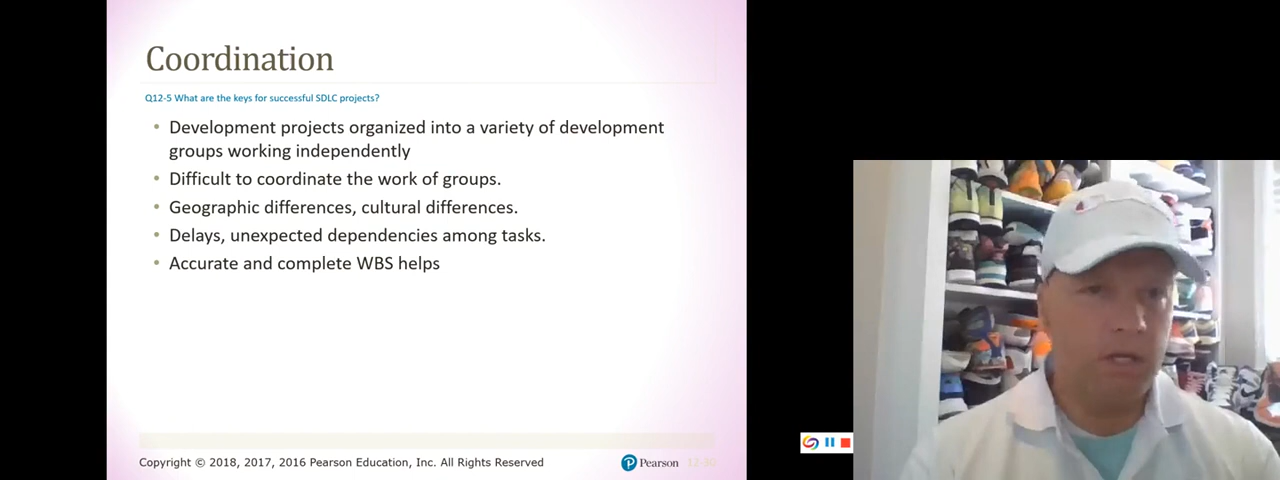 Coordination
Q12-5 What are the keys for successful SDLC projects?
• Development projects organized into a variety of development
groups working independently
• Difficult to coordinate the work of groups.
• Geographic differences, cultural differences.
• Delays, unexpected dependencies among tasks.
• Accurate and complete WBS helps
Copyright © 2018, 2017, 2016 Pearson Education, Inc. All Rights Reserved
Pearson
12-30